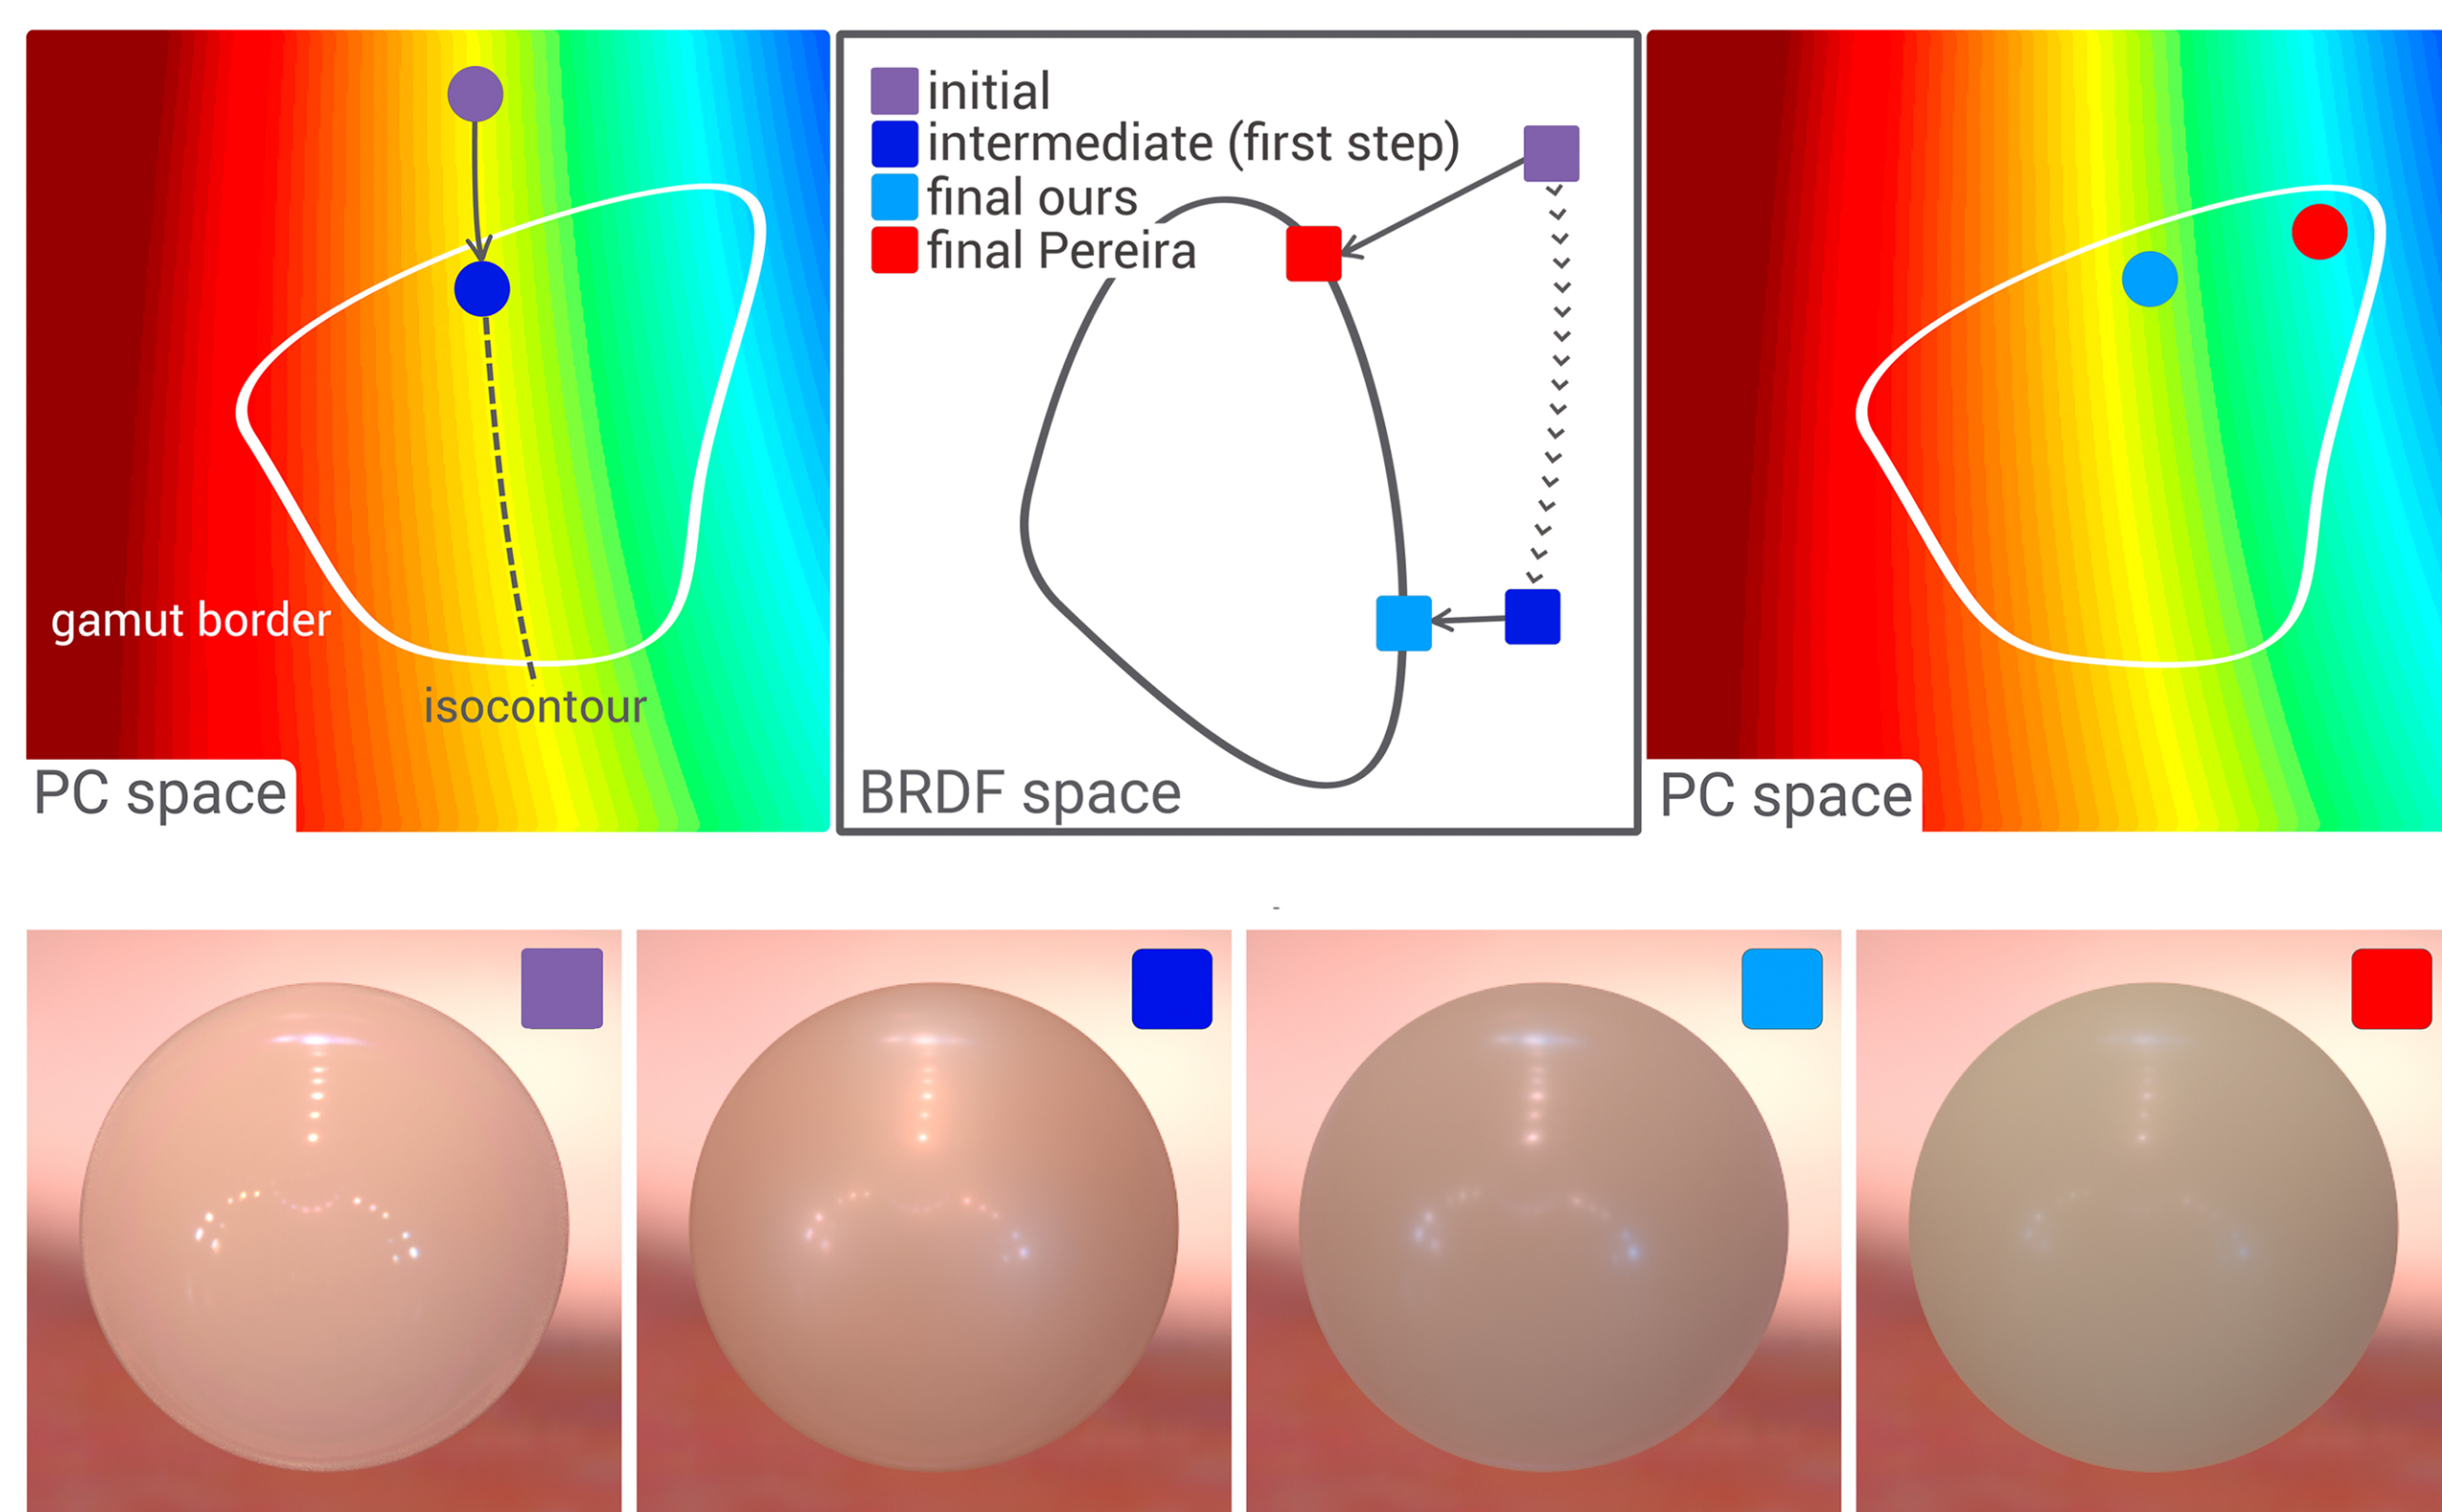 initial
intermediate (first step)
final ours
final Pereira
gamut border
isocontour
PC space
BRDF space
PC space